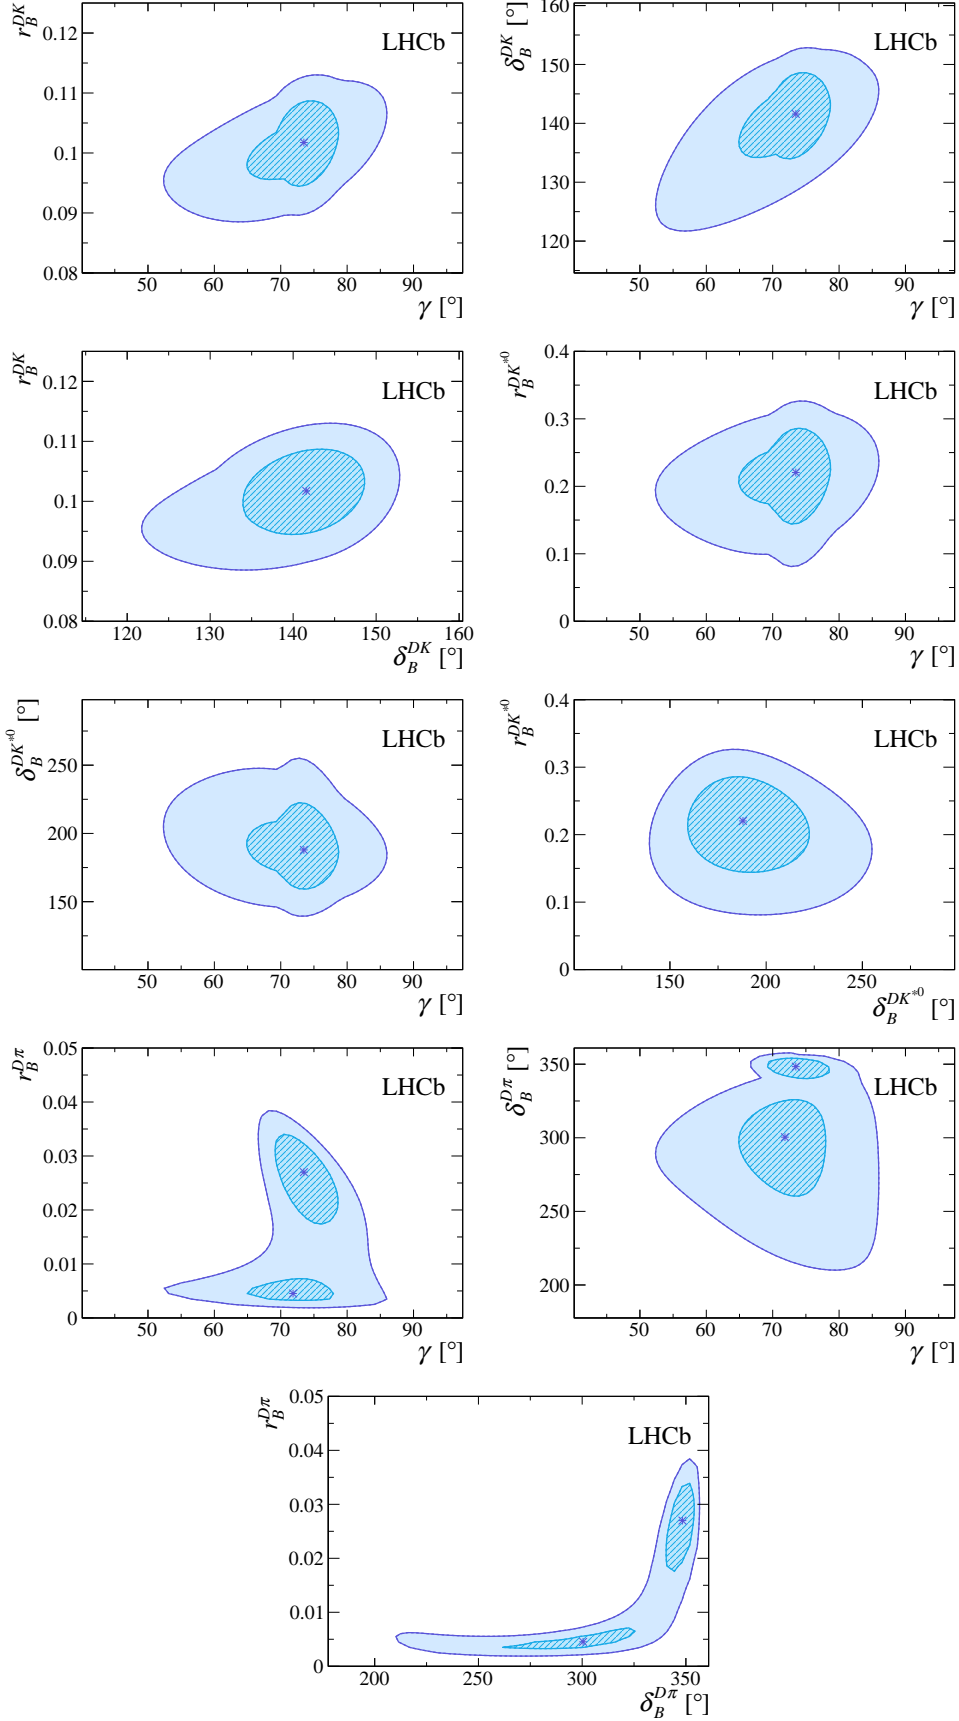 r_B^{DK}
0.12
0.11
0.1
0.09
0.08
LHCb
50 60 70 80 90
γ [°]
δ_B^{DK} [°]
160
150
140
130
120
LHCb
50 60 70 80 90
γ [°]
r_B^{DK}
0.12
0.11
0.1
0.09
0.08
LHCb
120 130 140 150 160
δ_B^{DK} [°]
r_B^{DK*0}
0.4
0.3
0.2
0.1
0
LHCb
50 60 70 80 90
γ [°]
δ_B^{DK*0} [°]
250
200
150
LHCb
50 60 70 80 90
γ [°]
r_B^{DK*0}
0.4
0.3
0.2
0.1
0
LHCb
150 200 250
δ_B^{DK*0} [°]
r_B^{Dπ}
0.05
0.04
0.03
0.02
0.01
0
LHCb
50 60 70 80 90
γ [°]
δ_B^{Dπ} [°]
350
300
250
200
LHCb
50 60 70 80 90
γ [°]
r_B^{Dπ}
0.05
0.04
0.03
0.02
0.01
0
LHCb
200 250 300 350
δ_B^{Dπ} [°]